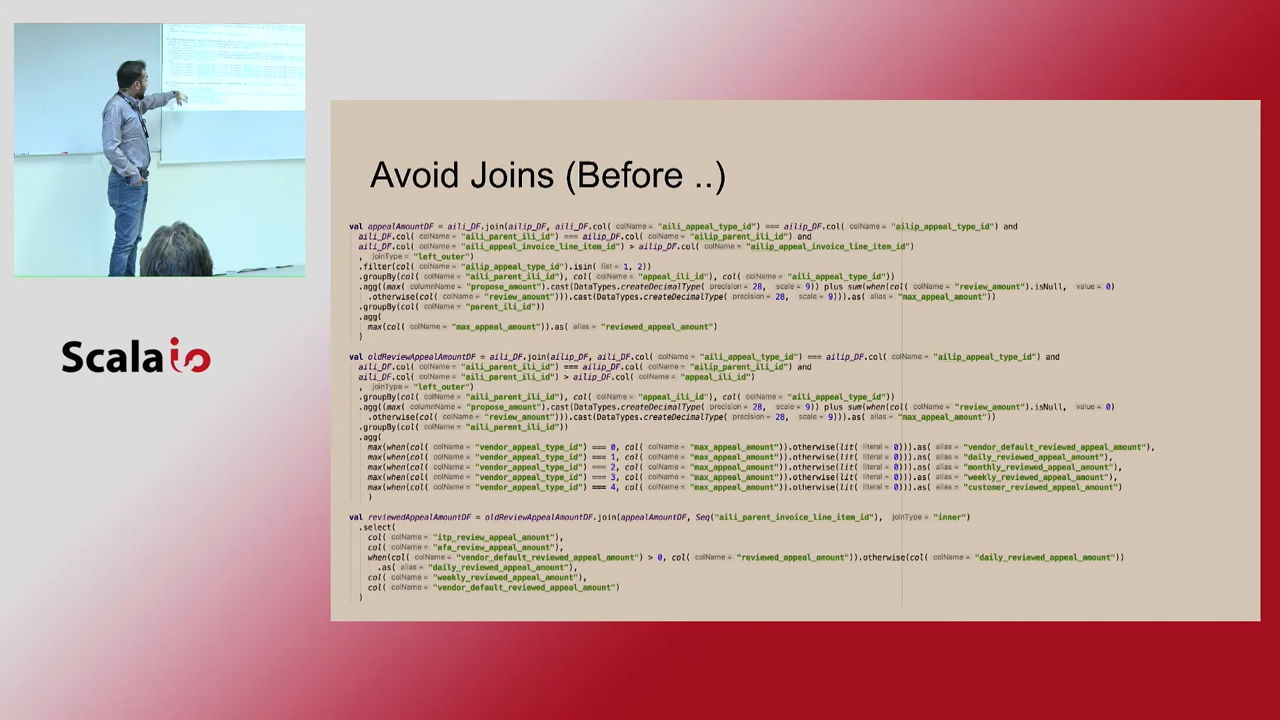 Avoid Joins (Before ..)
val appealAmountDF = aili_DF.join(ailip_DF, aili_DF.col( colName = "aili_appeal_type_id") === ailip_DF.col( colName = "ailip_appeal_type_id") and
aili_DF.col( colName = "aili_parent_ili_id") === ailip_DF.col( colName = "ailip_parent_ili_id") and
aili_DF.col( colName = "aili_appeal_invoice_line_item_id") > ailip_DF.col( colName = "ailip_appeal_invoice_line_item_id")
, joinType = "left_outer")
.filter(col( colName = "ailip_appeal_type_id").isin( list = 1, 2))
.groupBy(col( colName = "aili_parent_ili_id"), col( colName = "appeal_ili_id"), col( colName = "aili_appeal_type_id"))
.agg((max( columnName = "propose_amount").cast(DataTypes.createDecimalType( precision = 28, scale = 9)) plus sum(when(col( colName = "review_amount").isNull, value = 0)
.otherwise(col( colName = "review_amount"))).cast(DataTypes.createDecimalType( precision = 28, scale = 9))).as( alias = "max_appeal_amount"))
.groupBy(col( colName = "parent_ili_id"))
.agg(
max(col( colName = "max_appeal_amount")).as( alias = "reviewed_appeal_amount")
)
val oldReviewAppealAmountDF = aili_DF.join(ailip_DF, aili_DF.col( colName = "aili_appeal_type_id") === ailip_DF.col( colName = "ailip_appeal_type_id") and
aili_DF.col( colName = "aili_parent_ili_id") === ailip_DF.col( colName = "ailip_parent_ili_id") and
aili_DF.col( colName = "aili_parent_ili_id") > ailip_DF.col( colName = "appeal_ili_id")
, joinType = "left_outer")
.groupBy(col( colName = "aili_parent_ili_id"), col( colName = "appeal_ili_id"), col( colName = "aili_appeal_type_id"))
.agg((max( columnName = "propose_amount").cast(DataTypes.createDecimalType( precision = 28, scale = 9)) plus sum(when(col( colName = "review_amount").isNull, value = 0)
.otherwise(col( colName = "review_amount"))).cast(DataTypes.createDecimalType( precision = 28, scale = 9))).as( alias = "max_appeal_amount"))
.groupBy(col( colName = "aili_parent_ili_id"))
.agg(
max(when(col( colName = "vendor_appeal_type_id") === 0, col( colName = "max_appeal_amount")).otherwise(lit( literal = 0))).as( alias = "vendor_default_reviewed_appeal_amount"),
max(when(col( colName = "vendor_appeal_type_id") === 1, col( colName = "max_appeal_amount")).otherwise(lit( literal = 0))).as( alias = "daily_reviewed_appeal_amount"),
max(when(col( colName = "vendor_appeal_type_id") === 2, col( colName = "max_appeal_amount")).otherwise(lit( literal = 0))).as( alias = "monthly_reviewed_appeal_amount"),
max(when(col( colName = "vendor_appeal_type_id") === 3, col( colName = "max_appeal_amount")).otherwise(lit( literal = 0))).as( alias = "weekly_reviewed_appeal_amount"),
max(when(col( colName = "vendor_appeal_type_id") === 4, col( colName = "max_appeal_amount")).otherwise(lit( literal = 0))).as( alias = "customer_reviewed_appeal_amount")
)
val reviewedAppealAmountDF = oldReviewAppealAmountDF.join(appealAmountDF, Seq("aili_parent_invoice_line_item_id"), joinType = "inner")
.select(
col( colName = "itp_review_appeal_amount"),
col( colName = "afa_review_appeal_amount"),
when(col( colName = "vendor_default_reviewed_appeal_amount") > 0, col( colName = "reviewed_appeal_amount")).otherwise(col( colName = "daily_reviewed_appeal_amount"))
.as( alias = "daily_reviewed_appeal_amount"),
col( colName = "weekly_reviewed_appeal_amount"),
col( colName = "vendor_default_reviewed_appeal_amount")
)
Scala io